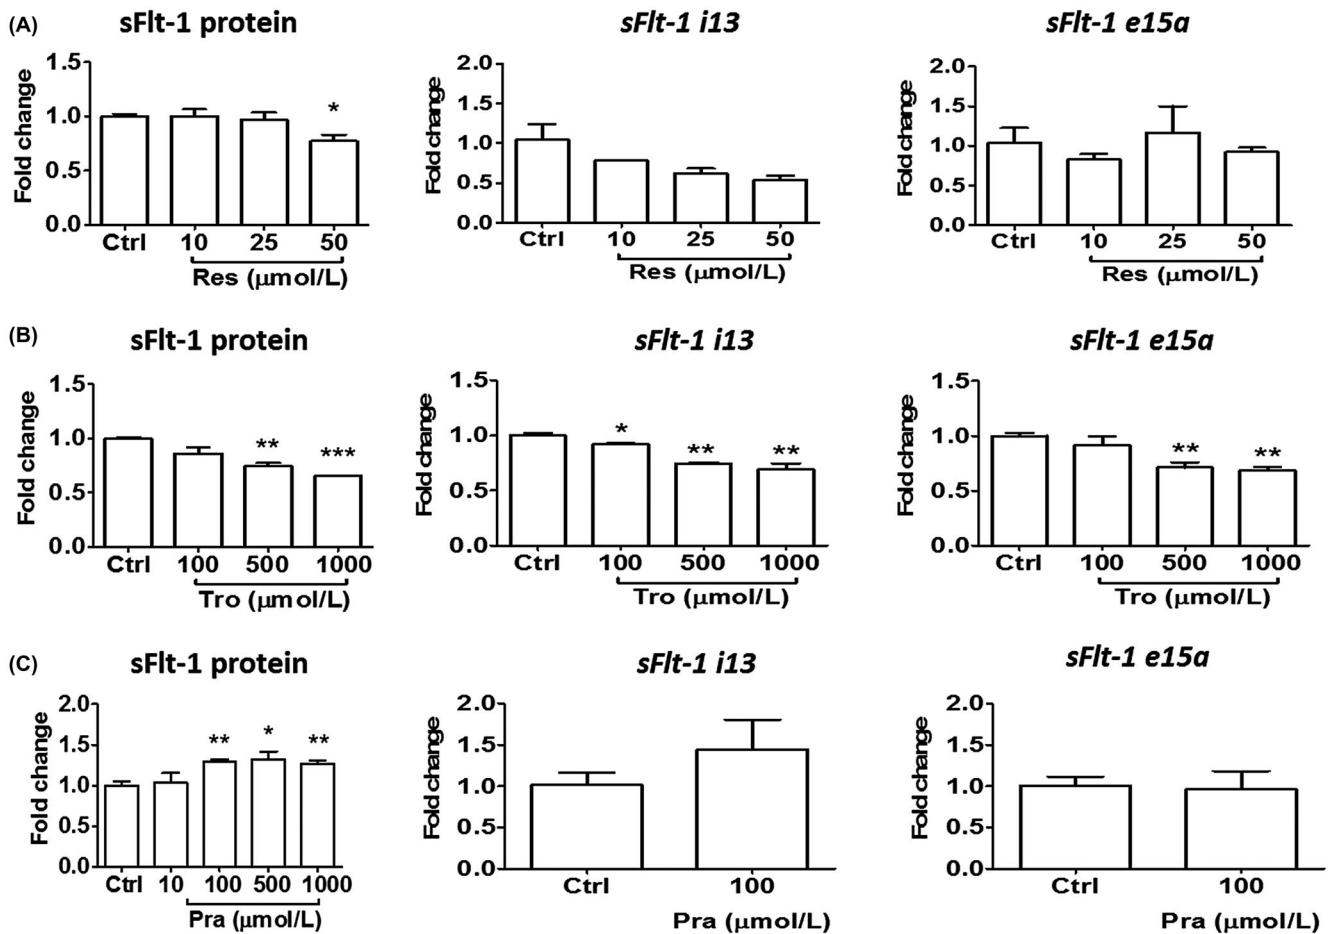 (A)
sFlt-1 protein
Fold change
1.5
1.0
0.5
0.0
*
Ctrl 10 25 50
Res (μmol/L)
sFlt-1 i13
Fold change
2.0
1.5
1.0
0.5
0.0
Ctrl 10 25 50
Res (μmol/L)
sFlt-1 e15a
Fold change
2.0
1.5
1.0
0.5
0.0
Ctrl 10 25 50
Res (μmol/L)
(B)
sFlt-1 protein
Fold change
1.5
1.0
0.5
0.0
** ***
Ctrl 100 500 1000
Tro (μmol/L)
sFlt-1 i13
Fold change
1.5
1.0
0.5
0.0
* ** **
Ctrl 100 500 1000
Tro (μmol/L)
sFlt-1 e15a
Fold change
1.5
1.0
0.5
0.0
** **
Ctrl 100 500 1000
Tro (μmol/L)
(C)
sFlt-1 protein
Fold change
2.0
1.5
1.0
0.5
0.0
** * **
Ctrl 10 100 500 1000
Pra (μmol/L)
sFlt-1 i13
Fold change
2.0
1.5
1.0
0.5
0.0
Ctrl 100
Pra (μmol/L)
sFlt-1 e15a
Fold change
2.0
1.5
1.0
0.5
0.0
Ctrl 100
Pra (μmol/L)